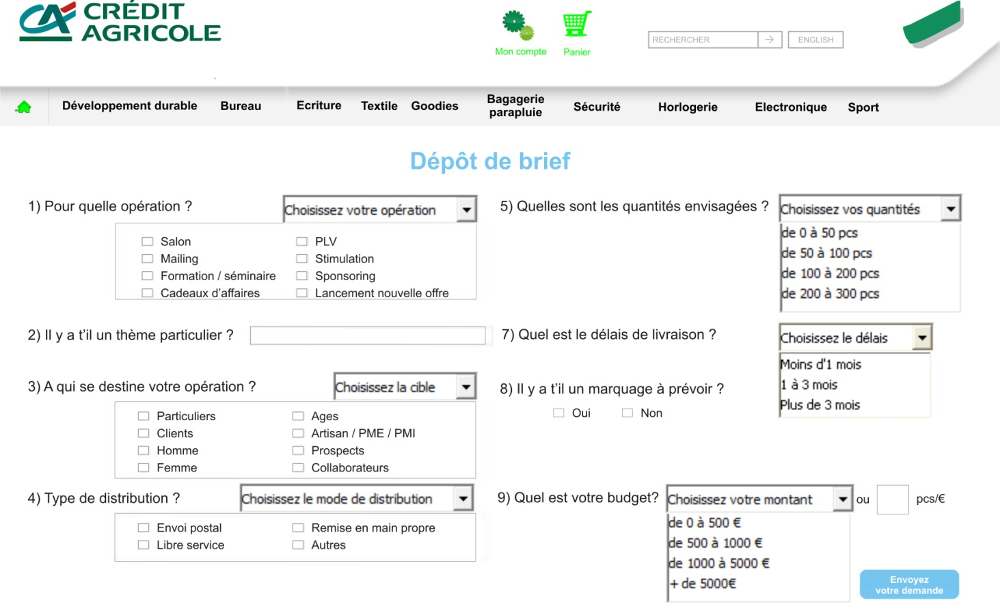 CRÉDIT
AGRICOLE
Mon compte
Panier
RECHERCHER
ENGLISH
Développement durable
Bureau
Ecriture
Textile
Goodies
Bagagerie
parapluie
Sécurité
Horlogerie
Electronique
Sport
Dépôt de brief
1) Pour quelle opération ?
Choisissez votre opération
Salon
PLV
Mailing
Stimulation
Formation / séminaire
Sponsoring
Cadeaux d’affaires
Lancement nouvelle offre
2) Il y a t’il un thème particulier ?
3) A qui se destine votre opération ?
Choisissez la cible
Particuliers
Ages
Clients
Artisan / PME / PMI
Homme
Prospects
Femme
Collaborateurs
4) Type de distribution ?
Choisissez le mode de distribution
Envoi postal
Remise en main propre
Libre service
Autres
5) Quelles sont les quantités envisagées ?
Choisissez vos quantités
de 0 à 50 pcs
de 50 à 100 pcs
de 100 à 200 pcs
de 200 à 300 pcs
7) Quel est le délais de livraison ?
Choisissez le délais
Moins d'1 mois
1 à 3 mois
Plus de 3 mois
8) Il y a t’il un marquage à prévoir ?
Oui
Non
9) Quel est votre budget?
Choisissez votre montant
ou
pcs/€
de 0 à 500 €
de 500 à 1000 €
de 1000 à 5000 €
+ de 5000€
Envoyez
votre demande